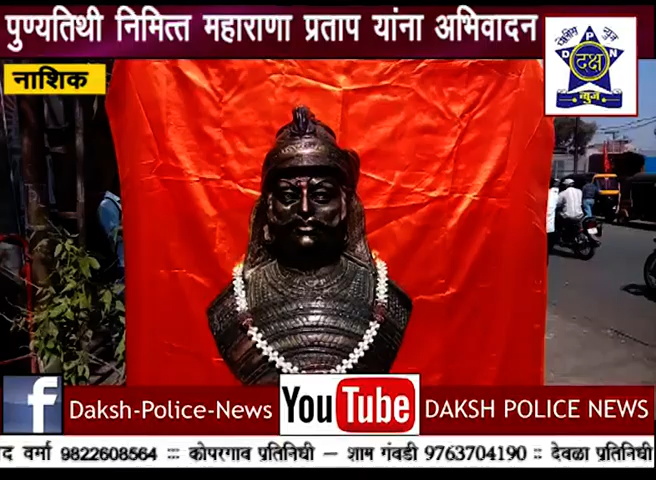 पुण्यतिथी निमित्त महाराणा प्रताप यांना अभिवादन
पोलिस न्युज
D P N
दक्ष
न्युज
नाशिक
f Daksh-Police-News YouTube DAKSH POLICE NEWS
द वर्मा 9822608564 ::: कोपरगाव प्रतिनिघी – शाम गंवडी 9763704190 :: देवळा प्रतिनिघी